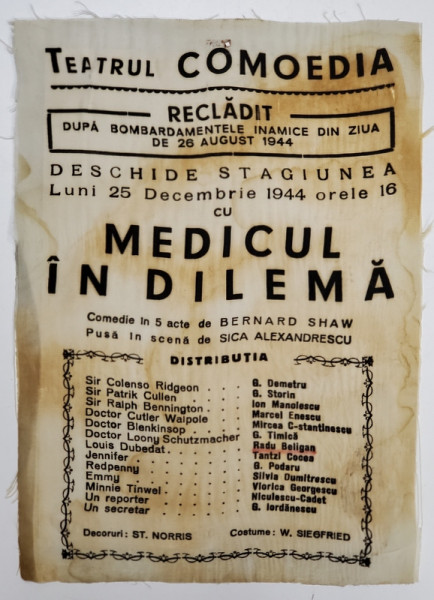 TEATRUL COMOEDIA
RECLĂDIT
DUPĂ BOMBARDAMENTELE INAMICE DIN ZIUA
DE 26 AUGUST 1944
DESCHIDE STAGIUNEA
Luni 25 Decembrie 1944 orele 16
CU
MEDICUL
ÎN DILEMĂ
Comedie în 5 acte de BERNARD SHAW
Pusă în scenă de SICA ALEXANDRESCU
DISTRIBUTIA
Sir Colenso Ridgeon . . . G. Demetru
Sir Patrik Cullen . . . G. Storin
Sir Ralph Bennington . . . Ion Manolescu
Doctor Cutler Walpole . . Marcel Enescu
Doctor Blenkinsop . . . Mircea C-stantinescu
Doctor Loony Schutzmacher G. Timică
Louis Dubedat . . . . . Radu Beligan
Jennifer . . . . . . Tantzi Cocea
Redpenny . . . . . . G. Podaru
Emmy . . . . . . Silvia Dumitrescu
Minnie Tinwel . . . . . Viorica Georgescu
Un reporter . . . . . Niculescu-Cadet
Un secretar . . . . . G. Iordănescu
Decoruri : ST. NORRIS Costume : W. SIEGFRIED